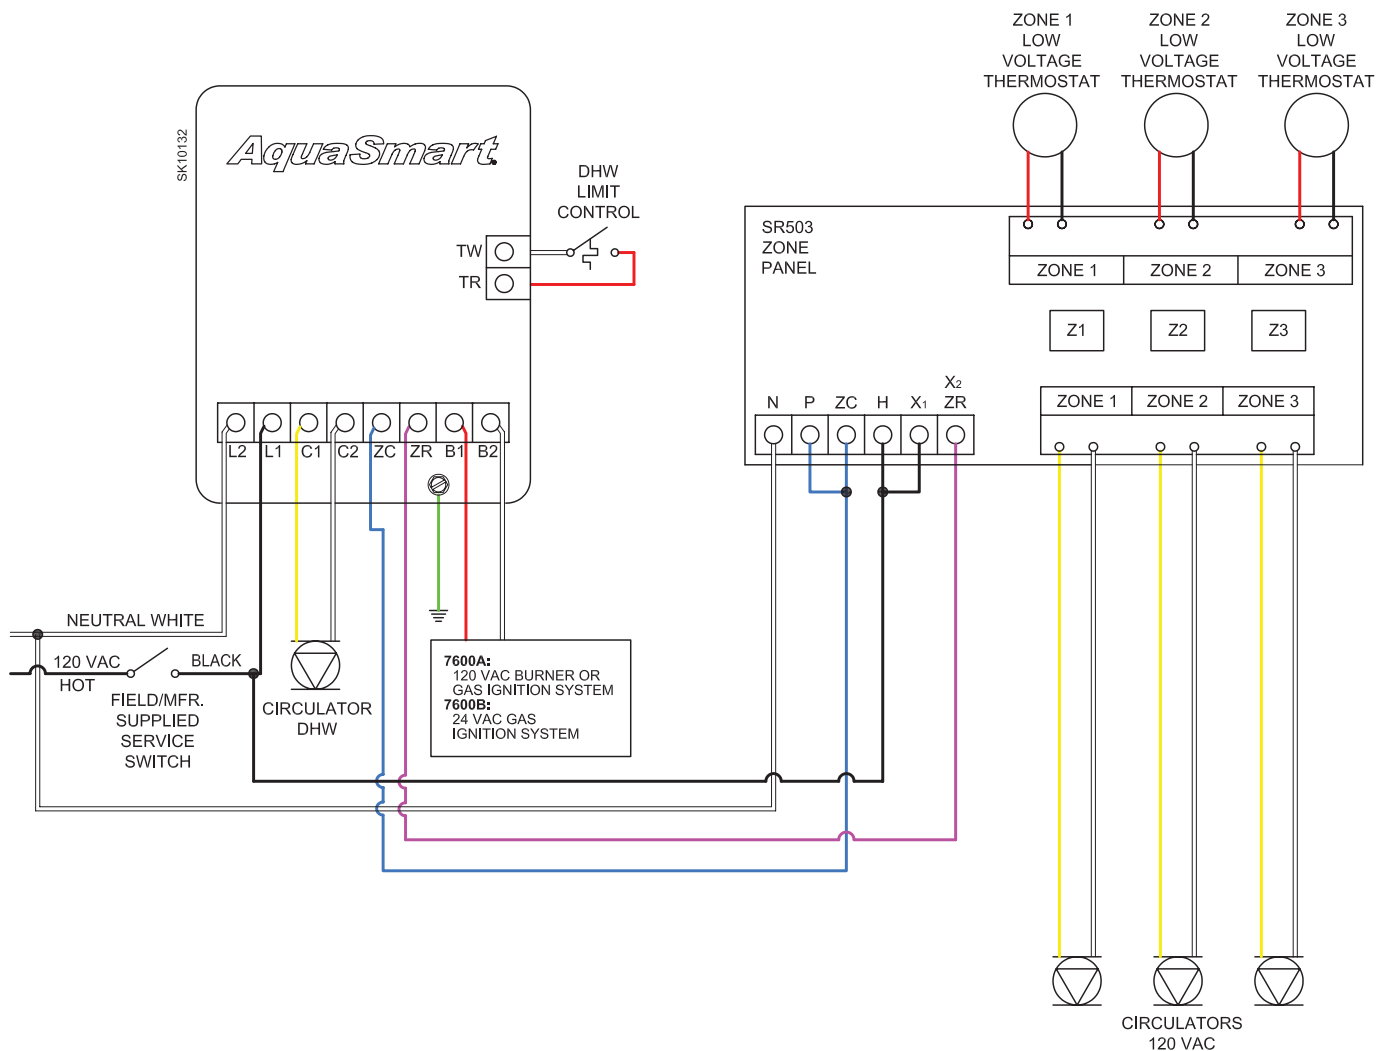 ZONE 1
LOW
VOLTAGE
THERMOSTAT
ZONE 2
LOW
VOLTAGE
THERMOSTAT
ZONE 3
LOW
VOLTAGE
THERMOSTAT
SK10132
AquaSmart
DHW
LIMIT
CONTROL
TW
TR
L2 L1 C1 C2 ZC ZR B1 B2
SR503
ZONE
PANEL
ZONE 1 ZONE 2 ZONE 3
Z1 Z2 Z3
X2
N P ZC H X1 ZR
ZONE 1 ZONE 2 ZONE 3
NEUTRAL WHITE
120 VAC
HOT
BLACK
FIELD/MFR.
SUPPLIED
SERVICE
SWITCH
CIRCULATOR
DHW
7600A:
120 VAC BURNER OR
GAS IGNITION SYSTEM
7600B:
24 VAC GAS
IGNITION SYSTEM
CIRCULATORS
120 VAC